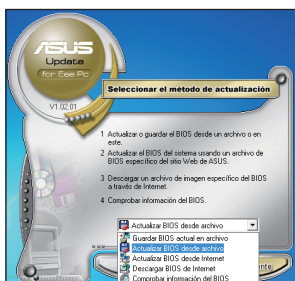 ASUS
Update
for Eee Pc
V1.02.01
Seleccionar el método de actualización
1 Actualizar o guardar el BIOS desde un archivo o en
este.
2 Actualizar el BIOS del sistema usando un archivo de
BIOS específico del sitio Web de ASUS.
3 Descargar un archivo de imagen específico del BIOS
a través de Internet.
4 Comprobar información del BIOS.
Actualizar BIOS desde archivo
Guardar BIOS actual en archivo
Actualizar BIOS desde archivo
Actualizar BIOS desde Internet
Descargar BIOS de Internet
Comprobar información del BIOS